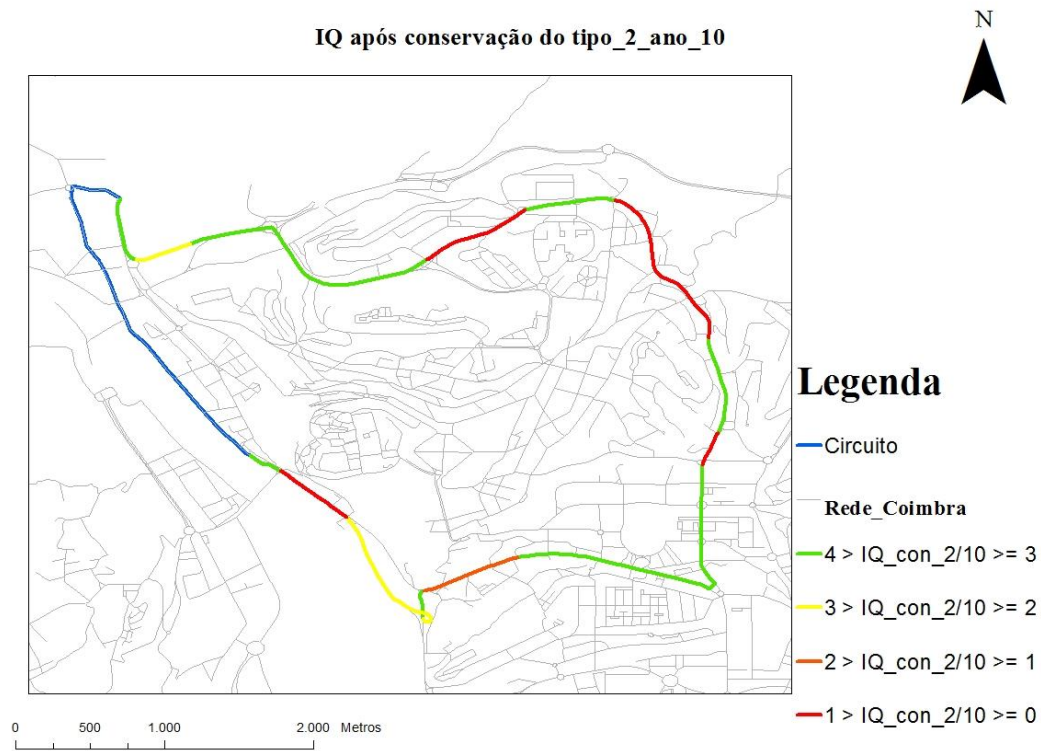 IQ após conservação do tipo_2_ano_10
N
Legenda
Circuito
Rede_Coimbra
4 > IQ_con_2/10 >= 3
3 > IQ_con_2/10 >= 2
2 > IQ_con_2/10 >= 1
1 > IQ_con_2/10 >= 0
0 500 1.000 2.000 Metros